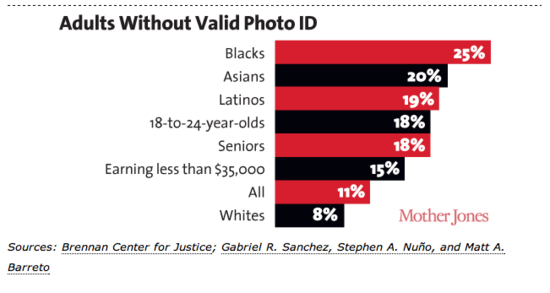 Adults Without Valid Photo ID
Blacks 25%
Asians 20%
Latinos 19%
18-to-24-year-olds 18%
Seniors 18%
Earning less than $35,000 15%
All 11%
Whites 8%
Mother Jones
Sources: Brennan Center for Justice; Gabriel R. Sanchez, Stephen A. Nuño, and Matt A.
Barreto